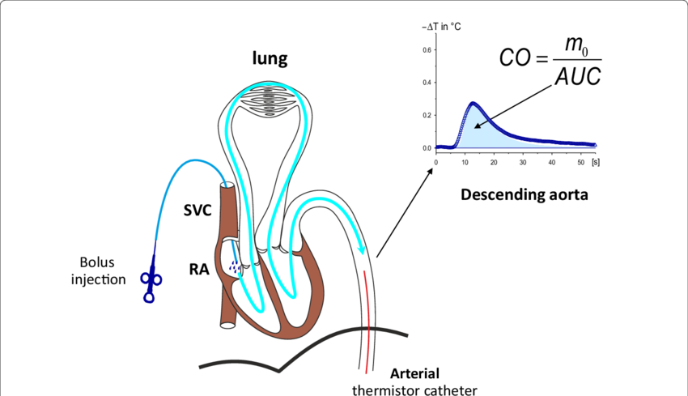 −ΔT in °C
0.6
0.4
0.2
0.0
0 10 20 30 40 50 [s]
CO = m₀ / AUC
Descending aorta
lung
SVC
RA
Bolus
injection
Arterial
thermistor catheter